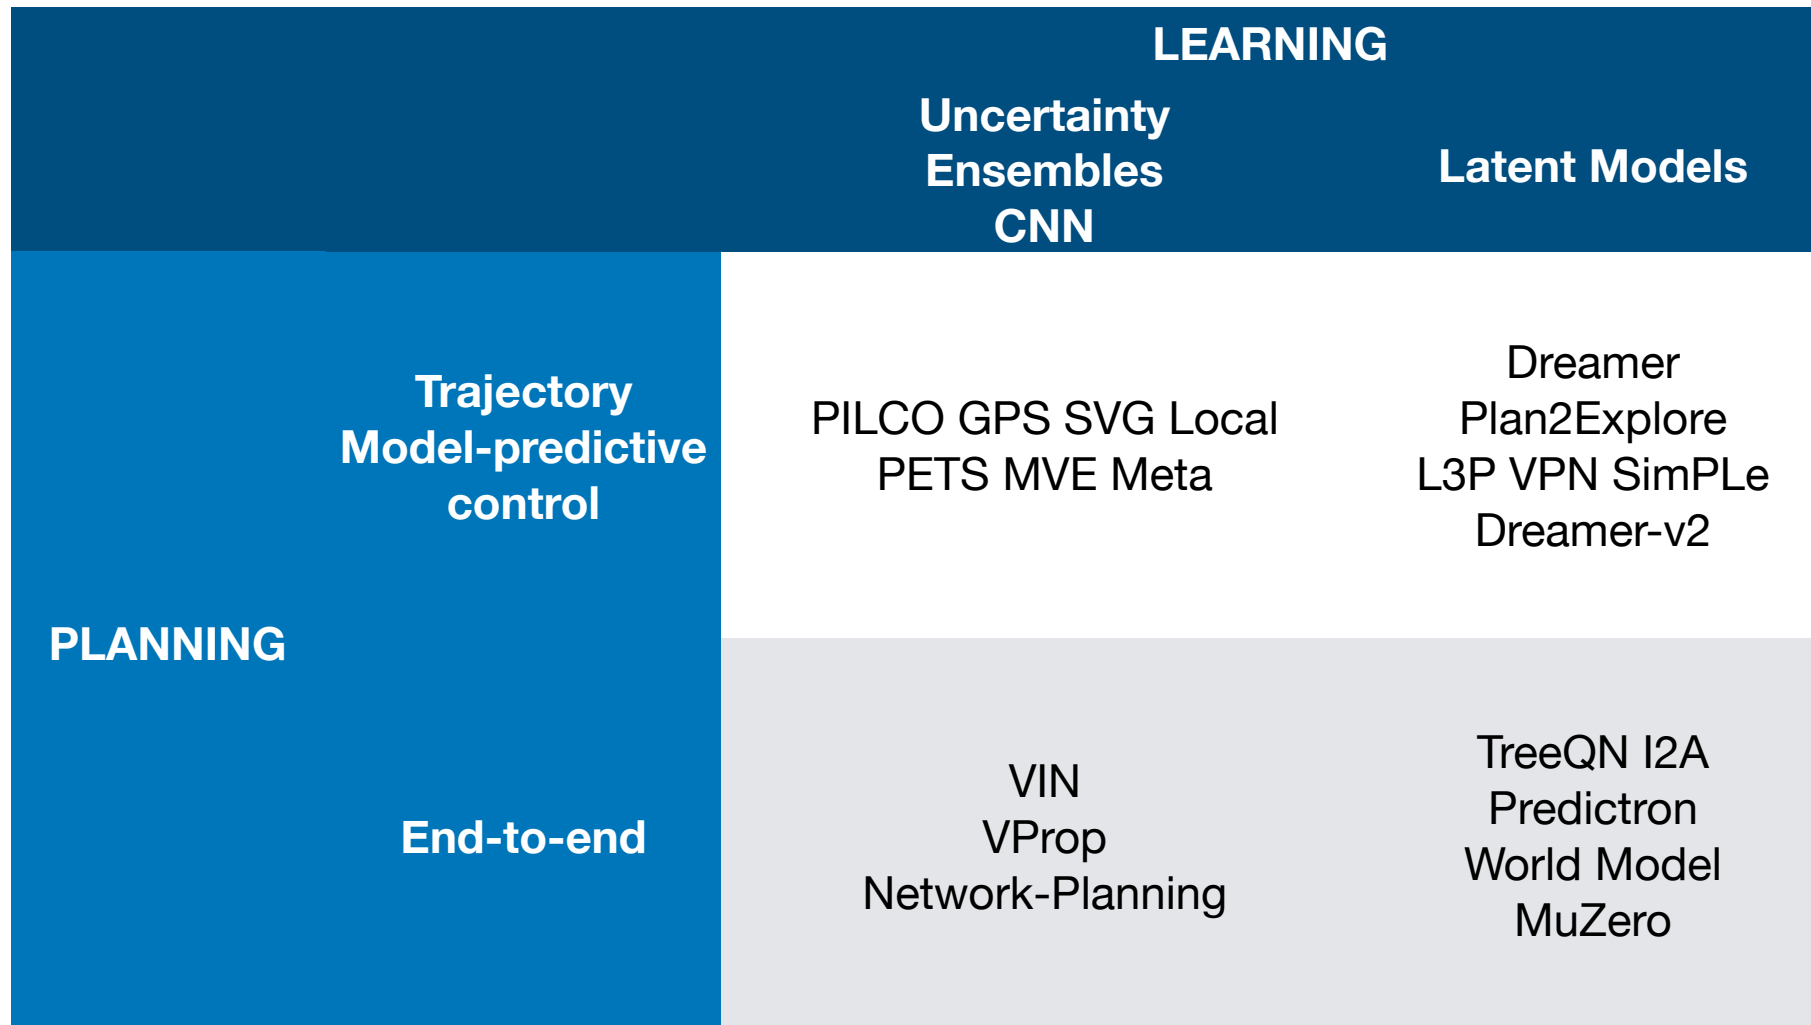 LEARNING
Uncertainty
Ensembles
CNN
Latent Models
PLANNING
Trajectory
Model-predictive
control
PILCO GPS SVG Local
PETS MVE Meta
Dreamer
Plan2Explore
L3P VPN SimPLe
Dreamer-v2
End-to-end
VIN
VProp
Network-Planning
TreeQN I2A
Predictron
World Model
MuZero